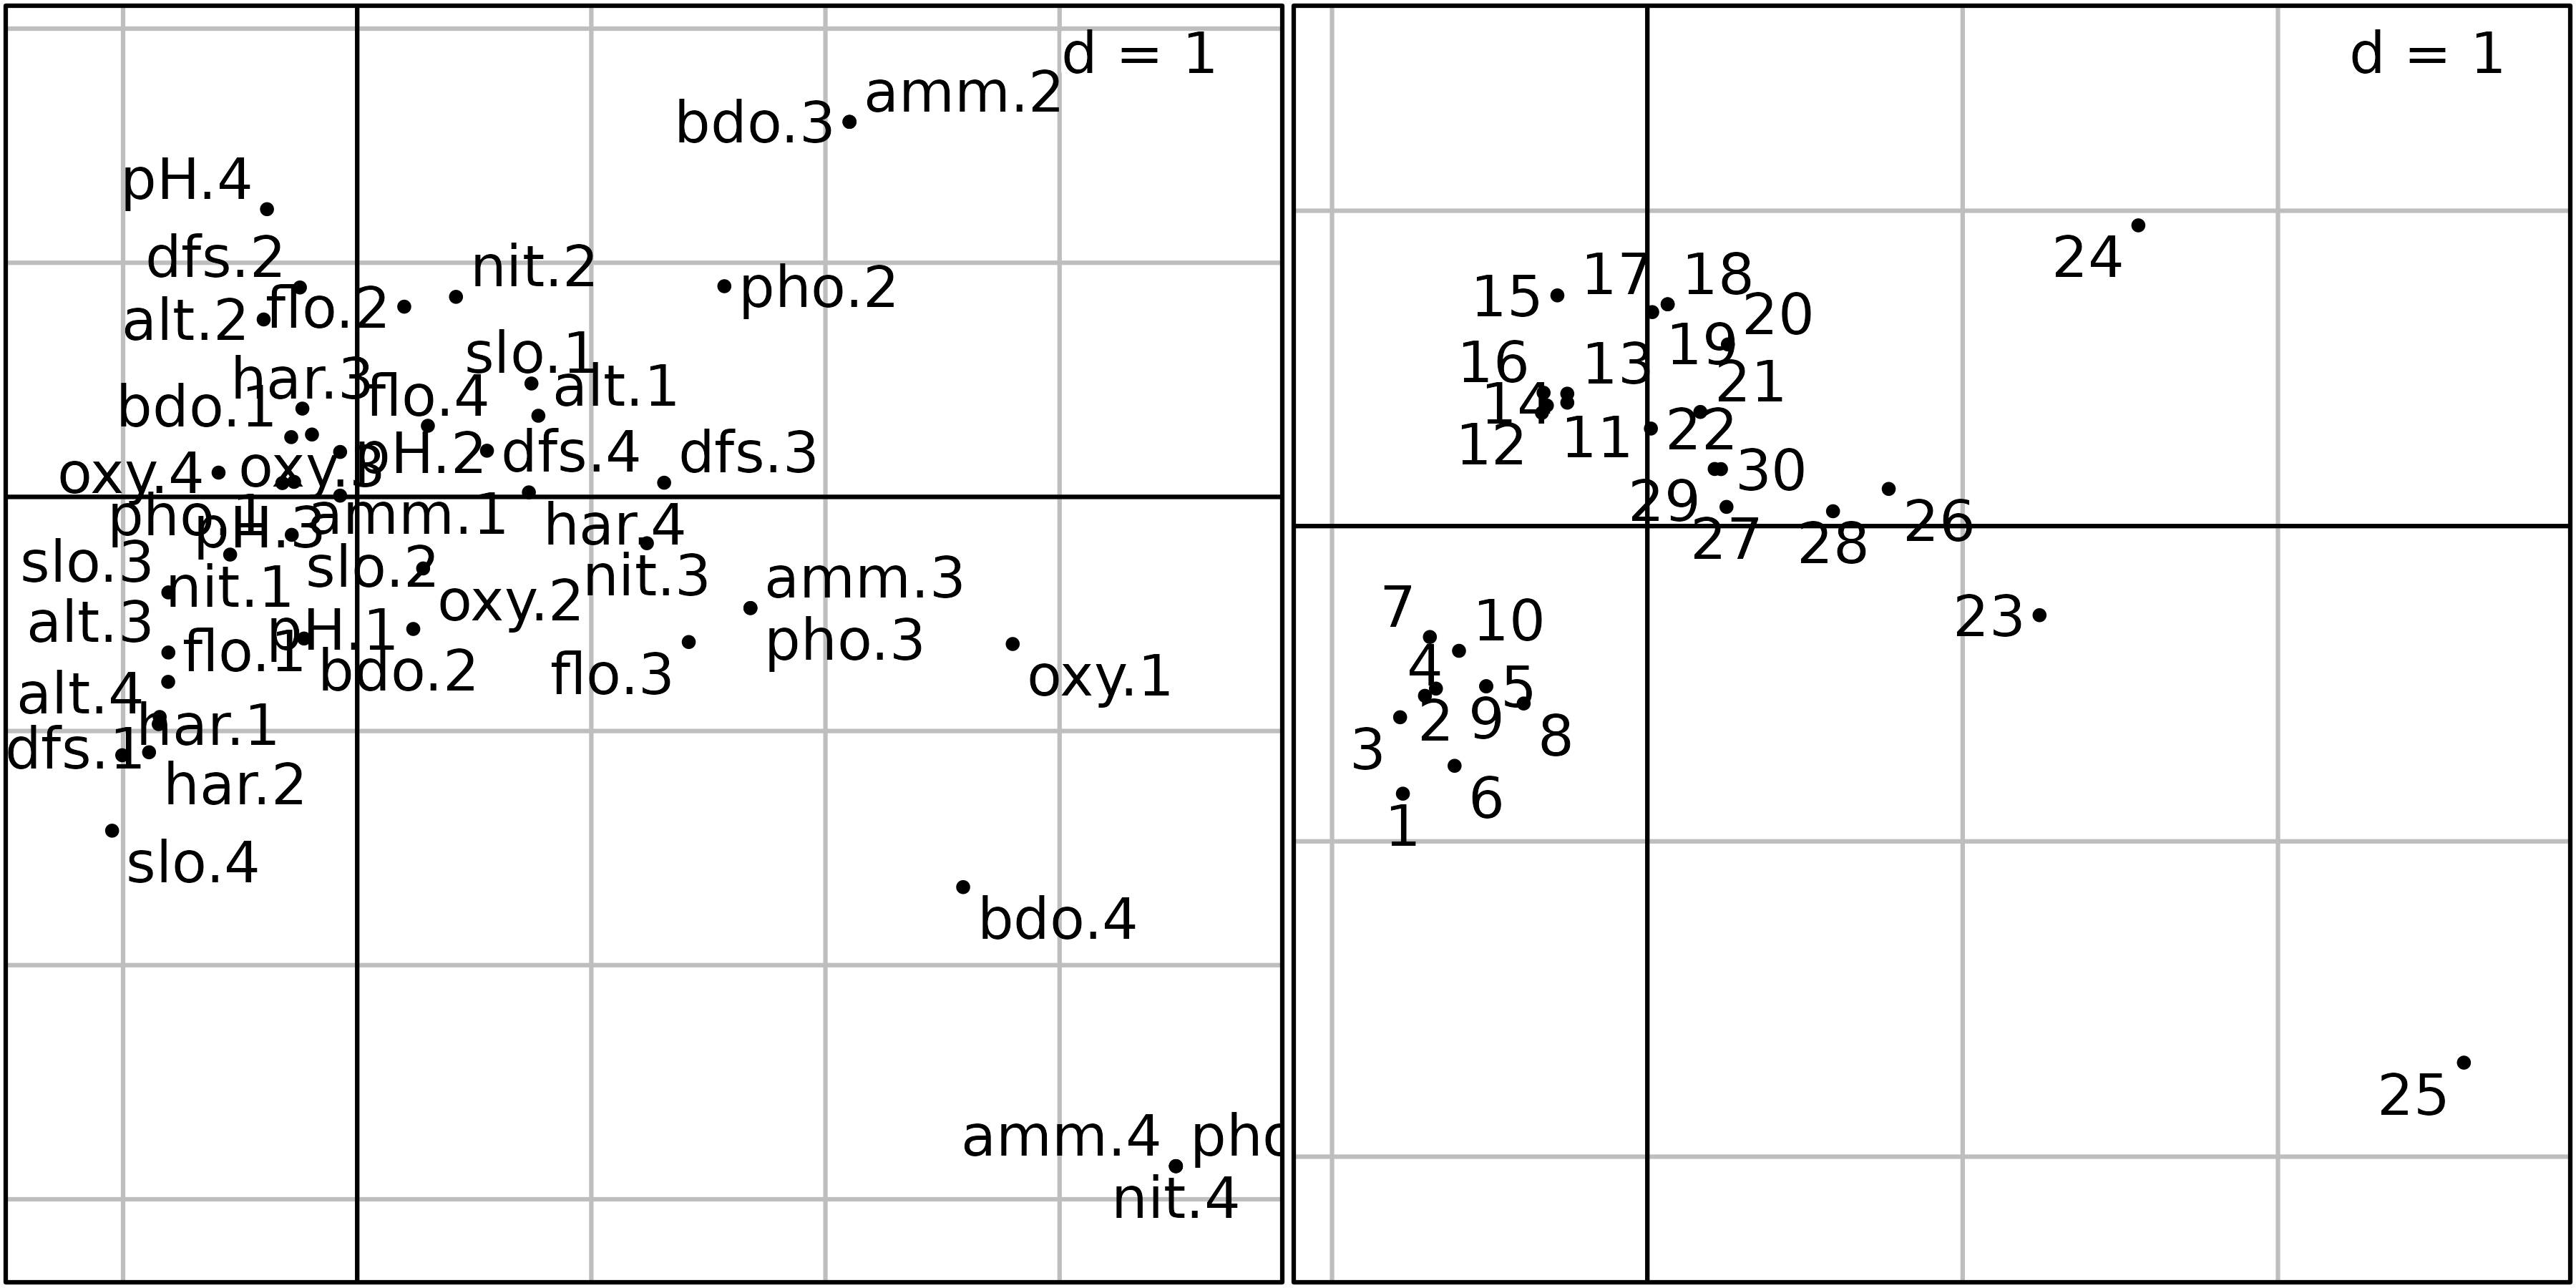 d = 1
amm.2
bdo.3
pH.4
dfs.2
nit.2
pho.2
flo.2
alt.2
slo.1
alt.1
har.3
flo.4
bdo.1
pH.2
dfs.4
dfs.3
oxy.4
oxy.3
pho.1
pH.3
amm.1
har.4
slo.3
nit.1
slo.2
nit.3
amm.3
alt.3
oxy.2
pH.1
flo.1
bdo.2
flo.3
pho.3
oxy.1
alt.4
har.1
dfs.1
har.2
slo.4
bdo.4
amm.4
pho
nit.4
d = 1
24
17
18
15
20
19
16
13
21
14
22
12
11
30
29
26
27
28
7
10
23
4
5
2
9
8
3
6
1
25